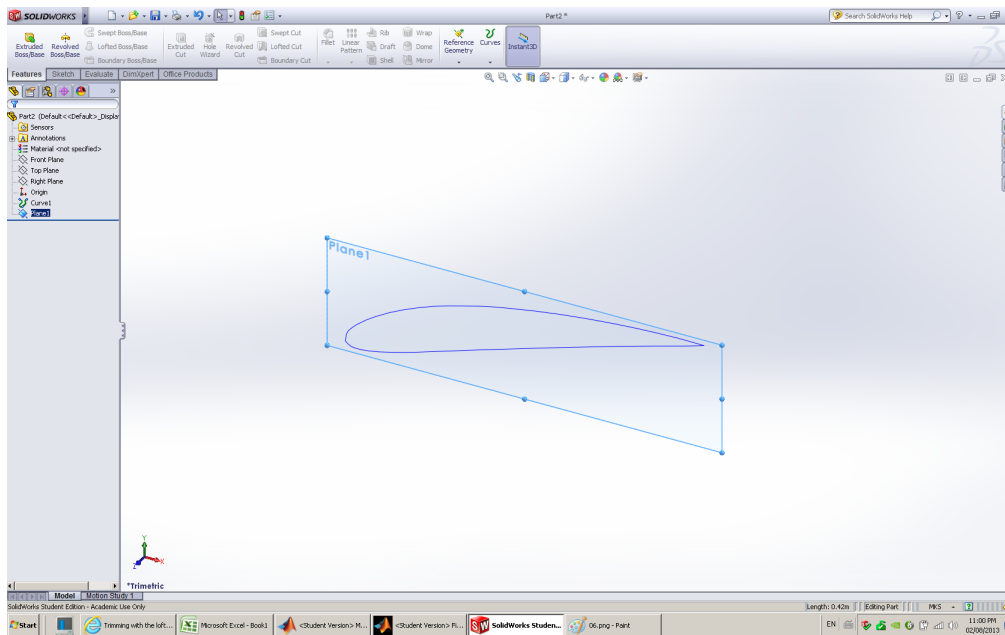 SOLIDWORKS
Part2 *
Search SolidWorks Help
Extruded Boss/Base
Revolved Boss/Base
Swept Boss/Base
Lofted Boss/Base
Boundary Boss/Base
Extruded Cut
Hole Wizard
Revolved Cut
Swept Cut
Lofted Cut
Boundary Cut
Fillet
Linear Pattern
Rib
Draft
Shell
Wrap
Dome
Mirror
Reference Geometry
Curves
Instant3D
Features Sketch Evaluate DimXpert Office Products
Part2 (Default<<Default>_Display
Sensors
Annotations
Material <not specified>
Front Plane
Top Plane
Right Plane
Origin
Curve1
Plane1
Plane1
Y
X
Z
*Trimetric
Model Motion Study 1
SolidWorks Student Edition - Academic Use Only
Length: 0.42m Editing Part MKS
Start
Trimming with the loft...
Microsoft Excel - Book1
<Student Version> M...
<Student Version> Fi...
SolidWorks Studen...
06.png - Paint
EN
11:00 PM
02/08/2013